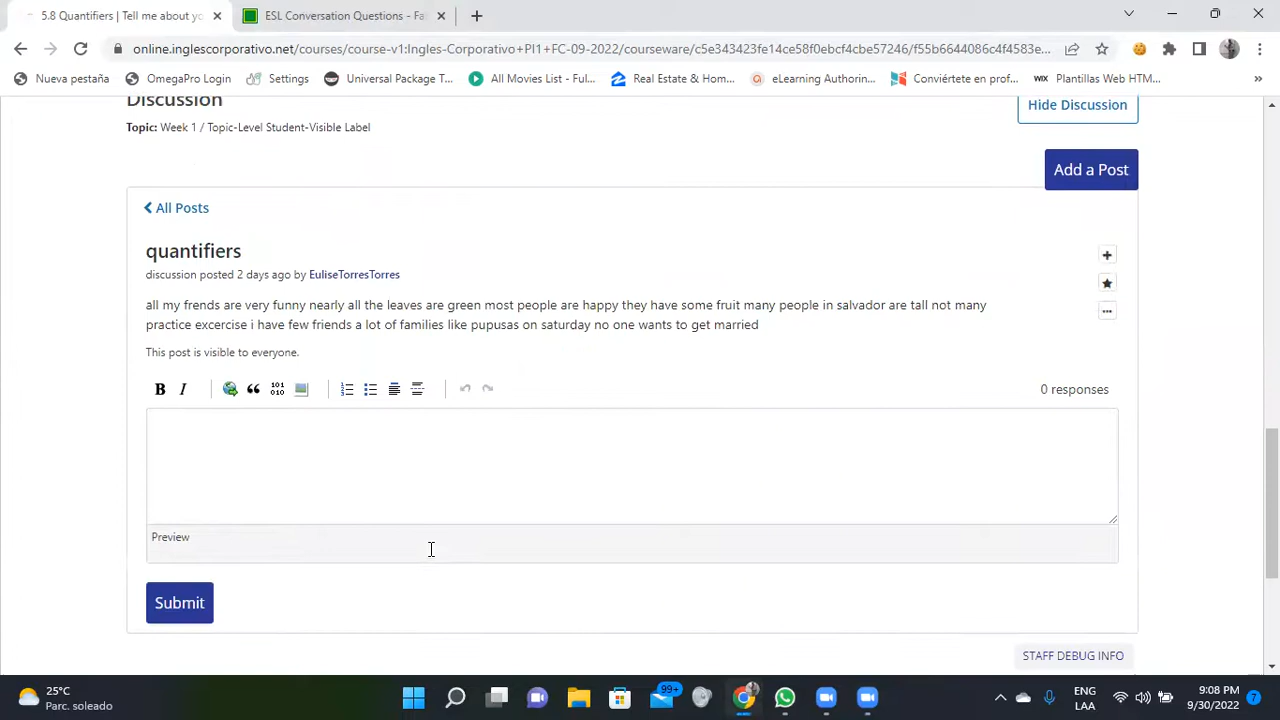 5.8 Quantifiers | Tell me about yo
ESL Conversation Questions - Fa
online.inglescorporativo.net/courses/course-v1:Ingles-Corporativo+PI1+FC-09-2022/courseware/c5e343423fe14ce58f0ebcf4cbe57246/f55b6644086c4f4583e...
Nueva pestaña
OmegaPro Login
Settings
Universal Package T...
All Movies List - Ful...
Real Estate & Hom...
eLearning Authorin...
Conviértete en prof...
WIX Plantillas Web HTM...
»
Discussion
Hide Discussion
Topic: Week 1 / Topic-Level Student-Visible Label
Add a Post
All Posts
quantifiers
discussion posted 2 days ago by EuliseTorresTorres
all my frends are very funny nearly all the leaves are green most people are happy they have some fruit many people in salvador are tall not many
practice excercise i have few friends a lot of families like pupusas on saturday no one wants to get married
This post is visible to everyone.
B I
101
010
0 responses
Preview
Submit
STAFF DEBUG INFO
25°C
Parc. soleado
99+
ENG
LAA
9:08 PM
9/30/2022
7